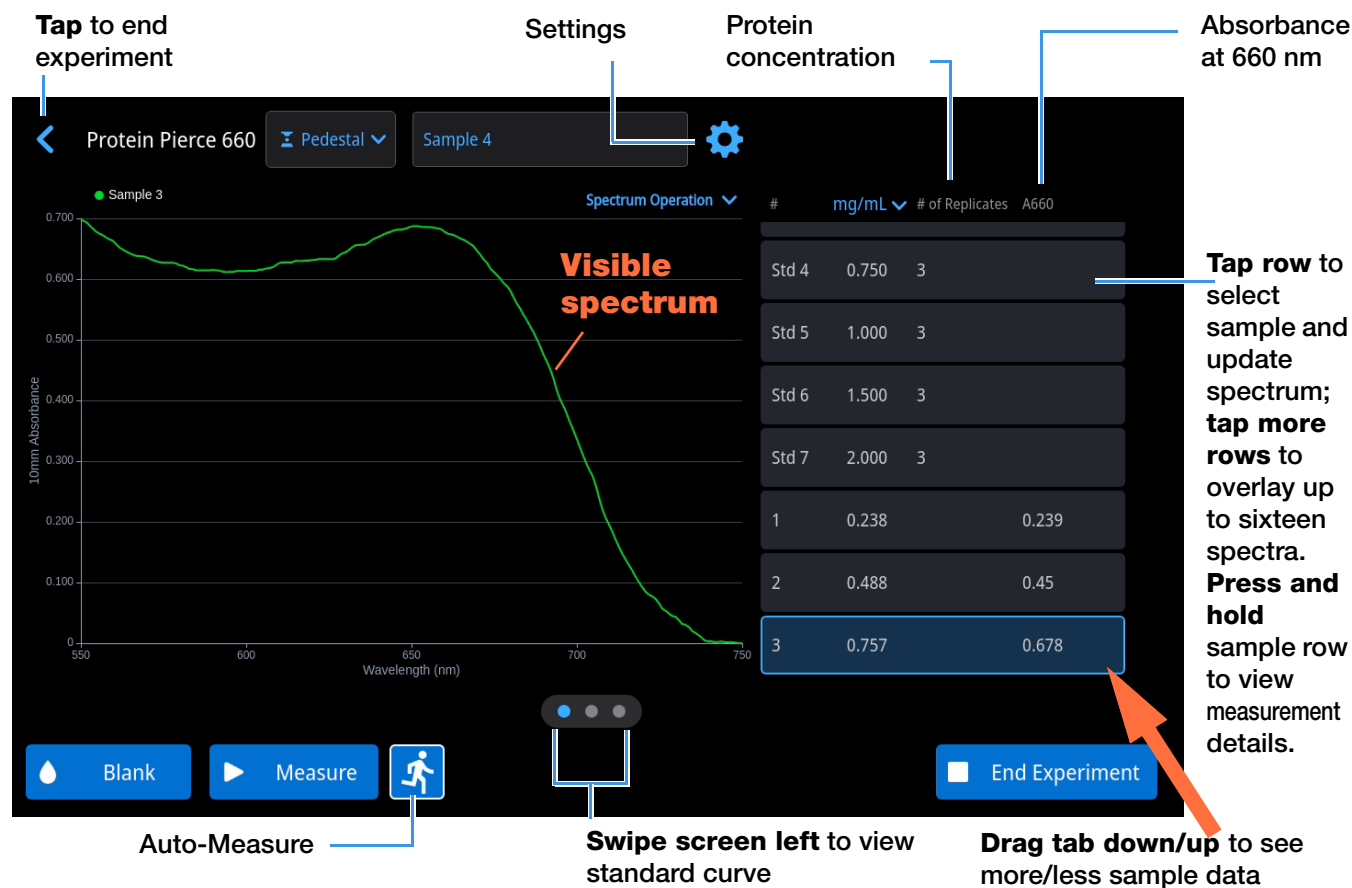 Tap to end
experiment
Settings
Protein
concentration
Absorbance
at 660 nm
Protein Pierce 660
Pedestal
Sample 4
Sample 3
Spectrum Operation
0.700
0.600
0.500
0.400
0.300
0.200
0.100
0
10mm Absorbance
550
600
650
700
750
Wavelength (nm)
Visible
spectrum
# mg/mL # of Replicates A660
Std 4 0.750 3
Std 5 1.000 3
Std 6 1.500 3
Std 7 2.000 3
1 0.238 0.239
2 0.488 0.45
3 0.757 0.678
Tap row to
select
sample and
update
spectrum;
tap more
rows to
overlay up
to sixteen
spectra.
Press and
hold
sample row
to view
measurement
details.
Blank
Measure
End Experiment
Auto-Measure
Swipe screen left to view
standard curve
Drag tab down/up to see
more/less sample data